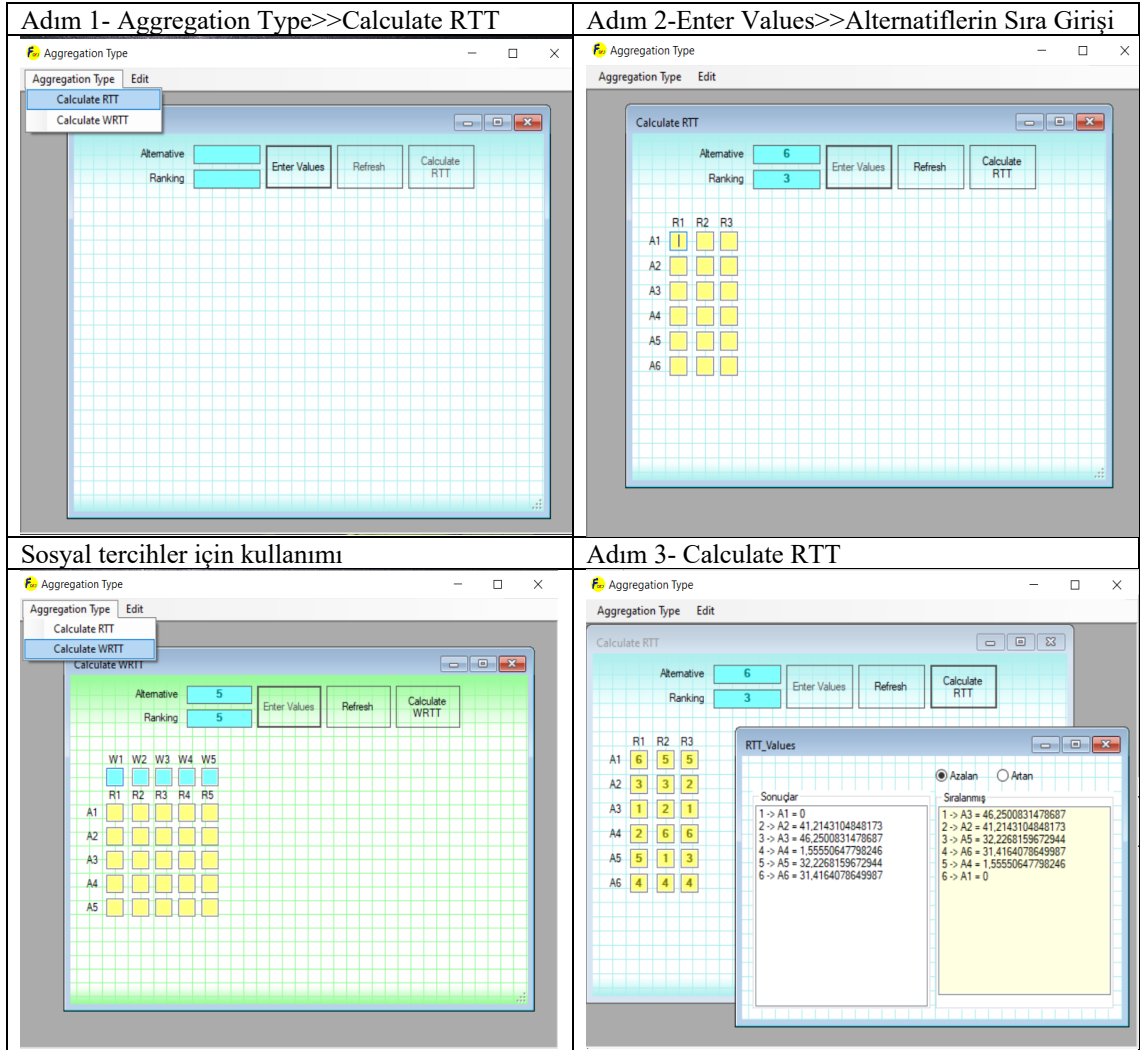 Adım 1- Aggregation Type>>Calculate RTT
Aggregation Type
Aggregation Type Edit
Calculate RTT
Calculate WRTT
Alternative
Ranking
Enter Values
Refresh
Calculate
RTT
Adım 2-Enter Values>>Alternatiflerin Sıra Girişi
Aggregation Type
Aggregation Type Edit
Calculate RTT
Alternative 6
Ranking 3
Enter Values
Refresh
Calculate
RTT
R1 R2 R3
A1
A2
A3
A4
A5
A6
Sosyal tercihler için kullanımı
Aggregation Type
Aggregation Type Edit
Calculate RTT
Calculate WRTT
Calculate WRTT
Alternative 5
Ranking 5
Enter Values
Refresh
Calculate
WRTT
W1 W2 W3 W4 W5
R1 R2 R3 R4 R5
A1
A2
A3
A4
A5
Adım 3- Calculate RTT
Aggregation Type
Aggregation Type Edit
Calculate RTT
Alternative 6
Ranking 3
Enter Values
Refresh
Calculate
RTT
R1 R2 R3
A1 6 5 5
A2 3 3 2
A3 1 2 1
A4 2 6 6
A5 5 1 3
A6 4 4 4
RTT_Values
Azalan Artan
Sonuçlar
1 -> A1 = 0
2 -> A2 = 41,2143104848173
3 -> A3 = 46,2500831478687
4 -> A4 = 1,55550647798246
5 -> A5 = 32,2268159672944
6 -> A6 = 31,4164078649987
Sıralanmış
1 -> A3 = 46,2500831478687
2 -> A2 = 41,2143104848173
3 -> A5 = 32,2268159672944
4 -> A6 = 31,4164078649987
5 -> A4 = 1,55550647798246
6 -> A1 = 0